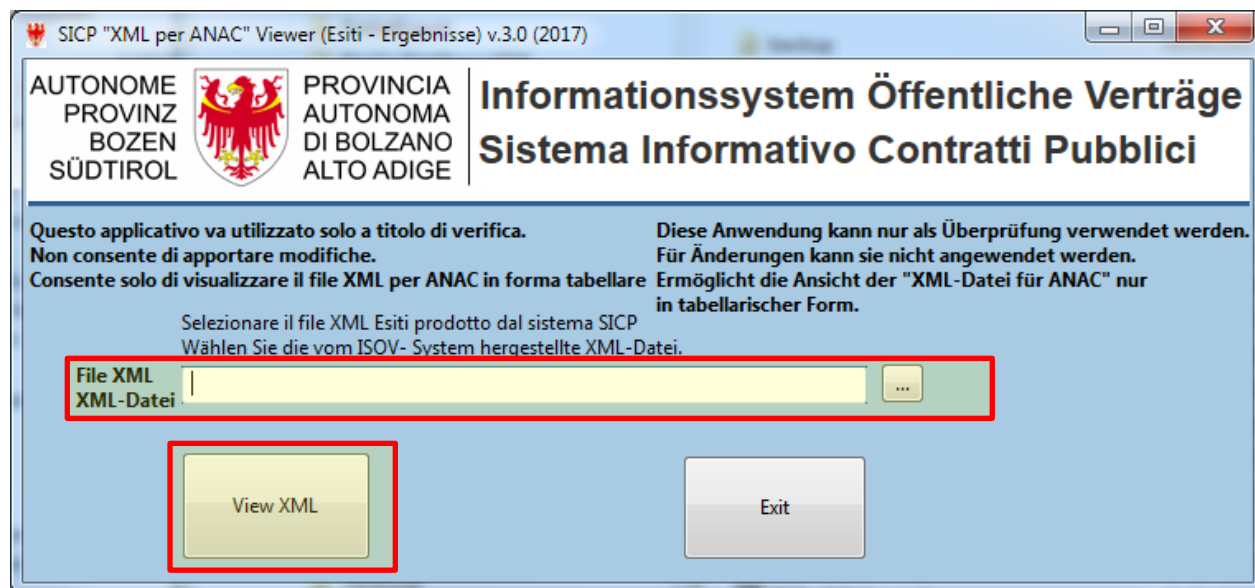 SICP "XML per ANAC" Viewer (Esiti - Ergebnisse) v.3.0 (2017)
AUTONOME
PROVINZ
BOZEN
SÜDTIROL
PROVINCIA
AUTONOMA
DI BOLZANO
ALTO ADIGE
Informationssystem Öffentliche Verträge
Sistema Informativo Contratti Pubblici
Questo applicativo va utilizzato solo a titolo di verifica.
Non consente di apportare modifiche.
Consente solo di visualizzare il file XML per ANAC in forma tabellare
Diese Anwendung kann nur als Überprüfung verwendet werden.
Für Änderungen kann sie nicht angewendet werden.
Ermöglicht die Ansicht der "XML-Datei für ANAC" nur
in tabellarischer Form.
Selezionare il file XML Esiti prodotto dal sistema SICP
Wählen Sie die vom ISOV- System hergestellte XML-Datei.
File XML
XML-Datei
...
View XML
Exit